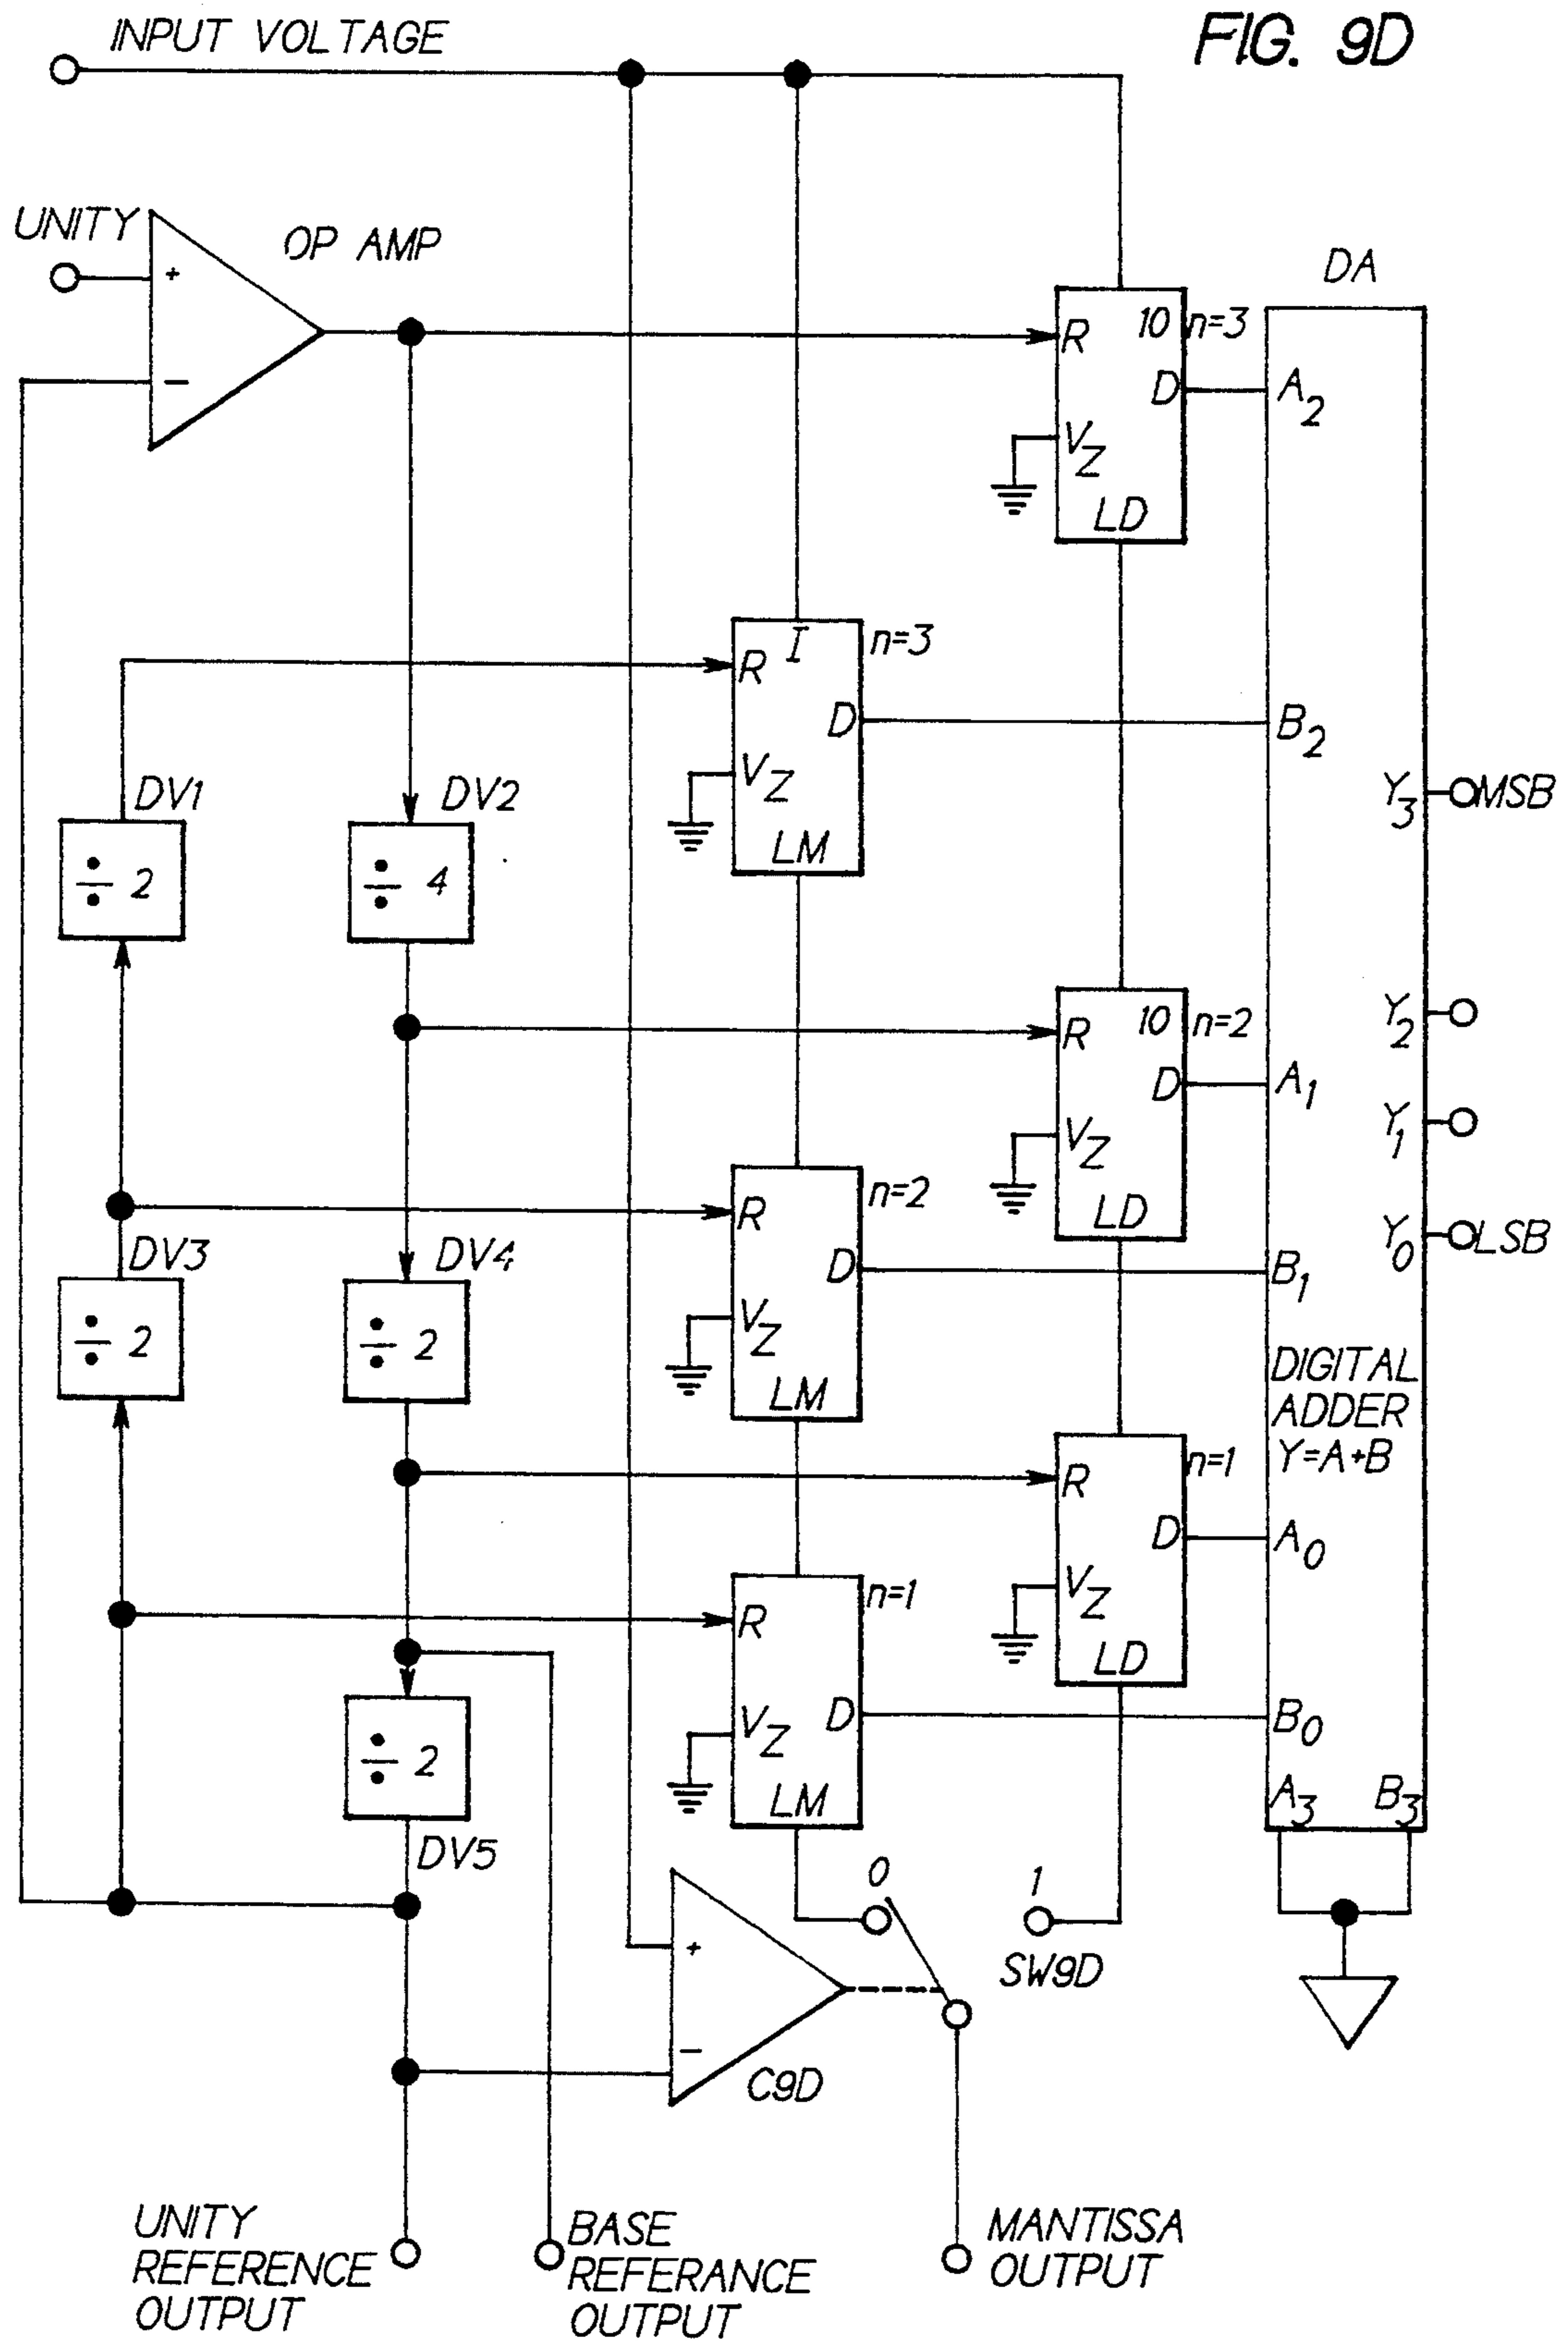 FIG. 9D
INPUT VOLTAGE
UNITY
OP AMP
+
−
DA
R 10 n=3
D
VZ
LD
A2
R I n=3
D
VZ
LM
B2
DV1
÷ 2
DV2
÷ 4
Y3 MSB
R 10 n=2
D
VZ
LD
A1
Y2
Y1
Y0 LSB
R n=2
D
VZ
LM
B1
DV3
÷ 2
DV4
÷ 2
DIGITAL
ADDER
Y=A+B
R n=1
D
VZ
LD
A0
R n=1
D
VZ
LM
B0
A3 B3
÷ 2
DV5
0
1
SW9D
+
−
C9D
UNITY
REFERENCE
OUTPUT
BASE
REFERANCE
OUTPUT
MANTISSA
OUTPUT